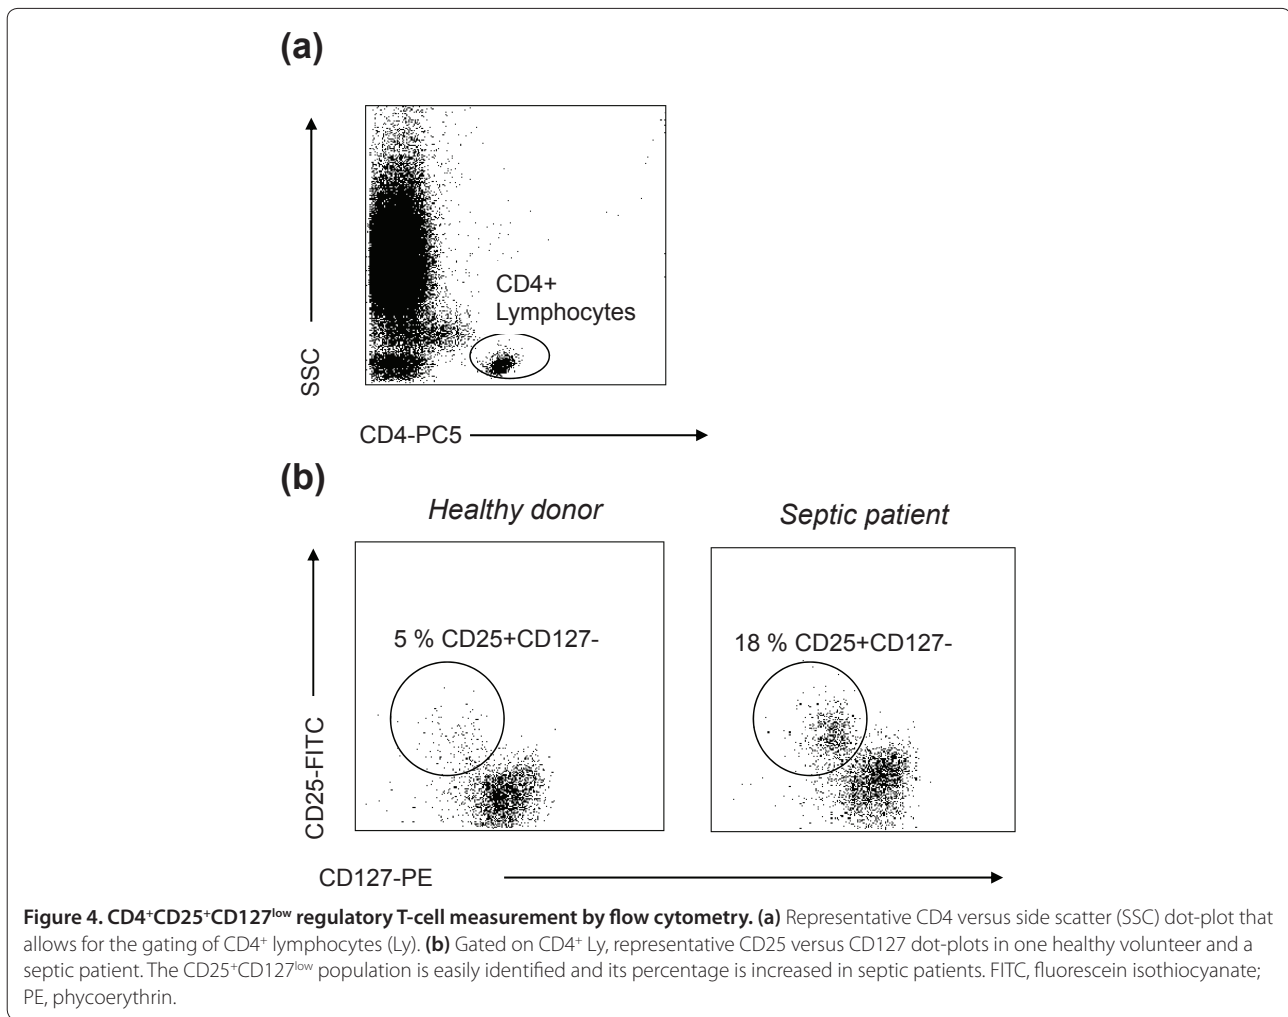 (a)
CD4+
Lymphocytes
SSC
CD4-PC5
(b)
Healthy donor
Septic patient
5 % CD25+CD127-
18 % CD25+CD127-
CD25-FITC
CD127-PE
Figure 4. CD4⁺CD25⁺CD127ˡᵒʷ regulatory T-cell measurement by flow cytometry. (a) Representative CD4 versus side scatter (SSC) dot-plot that
allows for the gating of CD4⁺ lymphocytes (Ly). (b) Gated on CD4⁺ Ly, representative CD25 versus CD127 dot-plots in one healthy volunteer and a
septic patient. The CD25⁺CD127ˡᵒʷ population is easily identified and its percentage is increased in septic patients. FITC, fluorescein isothiocyanate;
PE, phycoerythrin.